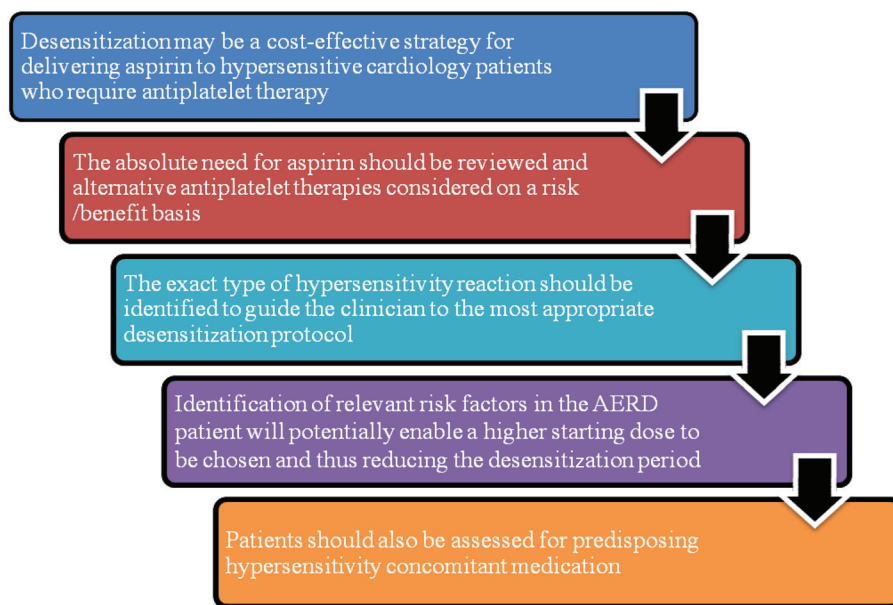 Desensitization may be a cost-effective strategy for
delivering aspirin to hypersensitive cardiology patients
who require antiplatelet therapy
The absolute need for aspirin should be reviewed and
alternative antiplatelet therapies considered on a risk
/benefit basis
The exact type of hypersensitivity reaction should be
identified to guide the clinician to the most appropriate
desensitization protocol
Identification of relevant risk factors in the AERD
patient will potentially enable a higher starting dose to
be chosen and thus reducing the desensitization period
Patients should also be assessed for predisposing
hypersensitivity concomitant medication